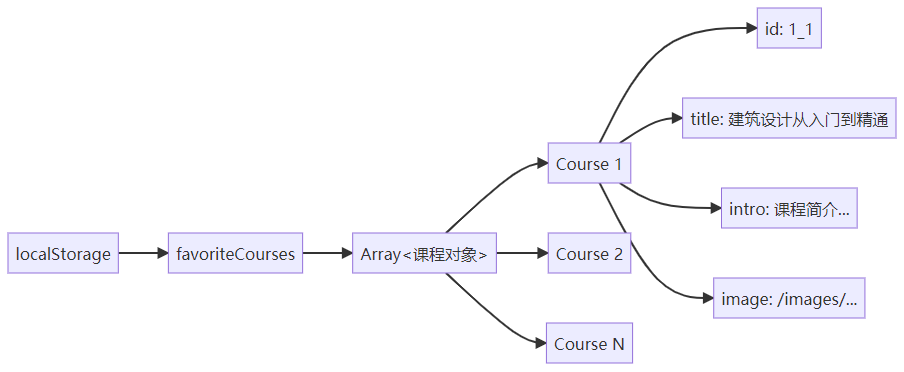 localStorage
favoriteCourses
Array<课程对象>
Course 1
Course 2
Course N
id: 1_1
title: 建筑设计从入门到精通
intro: 课程简介...
image: /images/...